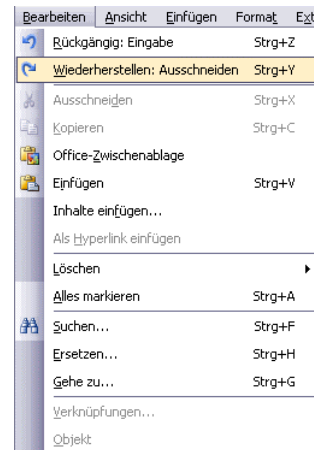 Bearbeiten Ansicht Einfügen Format
Rückgängig: Eingabe Strg+Z
Wiederherstellen: Ausschneiden Strg+Y
Ausschneiden Strg+X
Kopieren Strg+C
Office-Zwischenablage
Einfügen Strg+V
Inhalte einfügen...
Als Hyperlink einfügen
Löschen
Alles markieren Strg+A
Suchen... Strg+F
Ersetzen... Strg+H
Gehe zu... Strg+G
Verknüpfungen...
Objekt